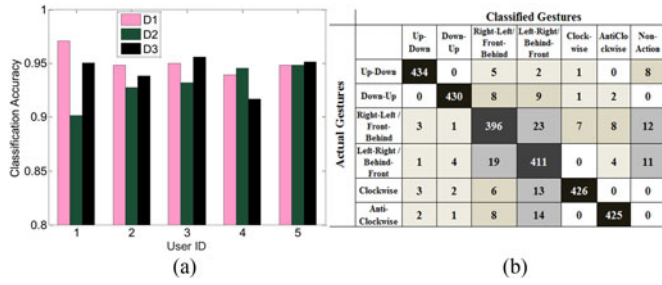 (a)
Classification Accuracy
1
0.95
0.9
0.85
0.8
D1
D2
D3
1 2 3 4 5
User ID
(b)
Classified Gestures
Actual Gestures
Up-Down
Down-Up
Right-Left/ Front-Behind
Left-Right/ Behind-Front
Clock-wise
AntiClockwise
Non-Action
Up-Down 434 0 5 2 1 0 8
Down-Up 0 430 8 9 1 2 0
Right-Left / Front-Behind 3 1 396 23 7 8 12
Left-Right / Behind-Front 1 4 19 411 0 4 11
Clockwise 3 2 6 13 426 0 0
Anti-Clockwise 2 1 8 14 0 425 0